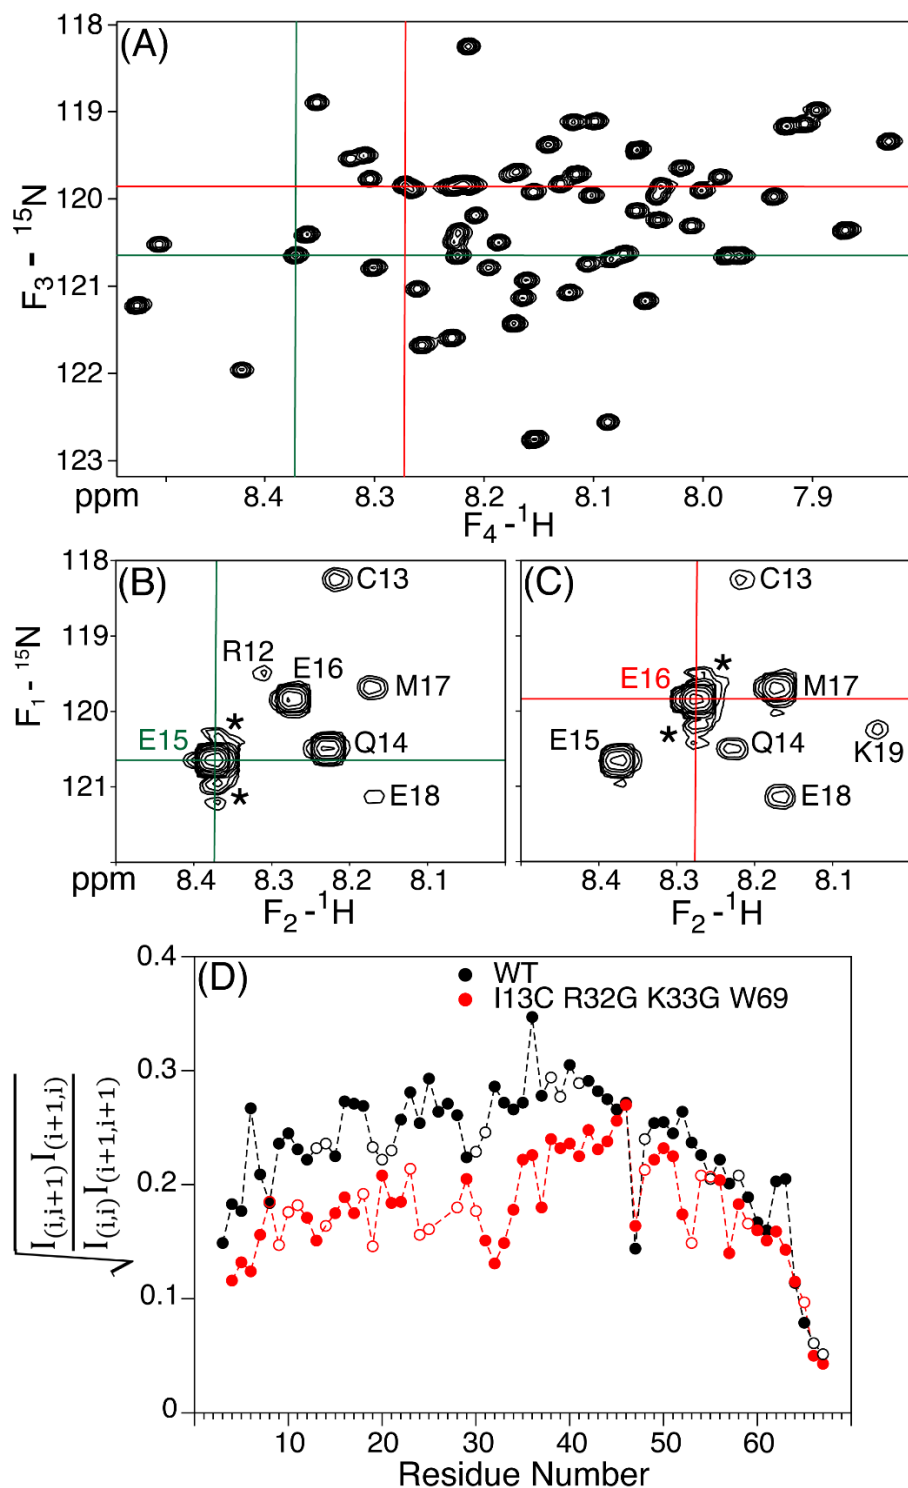 (A)
118
119
120
121
122
123
F3 - 15N
ppm
8.4
8.3
8.2
8.1
8.0
7.9
F4 -1H
(B)
118
119
120
121
F1 - 15N
C13
R12
E16
M17
E15
*
Q14
*
E18
ppm
8.4
8.3
8.2
8.1
F2 -1H
(C)
C13
*
E16
M17
*
E15
Q14
K19
E18
8.4
8.3
8.2
8.1
F2 -1H
(D)
WT
I13C R32G K33G W69
0.4
0.3
0.2
0.1
0
√ I(i,i+1) I(i+1,i)
I(i,i) I(i+1,i+1)
10
20
30
40
50
60
Residue Number